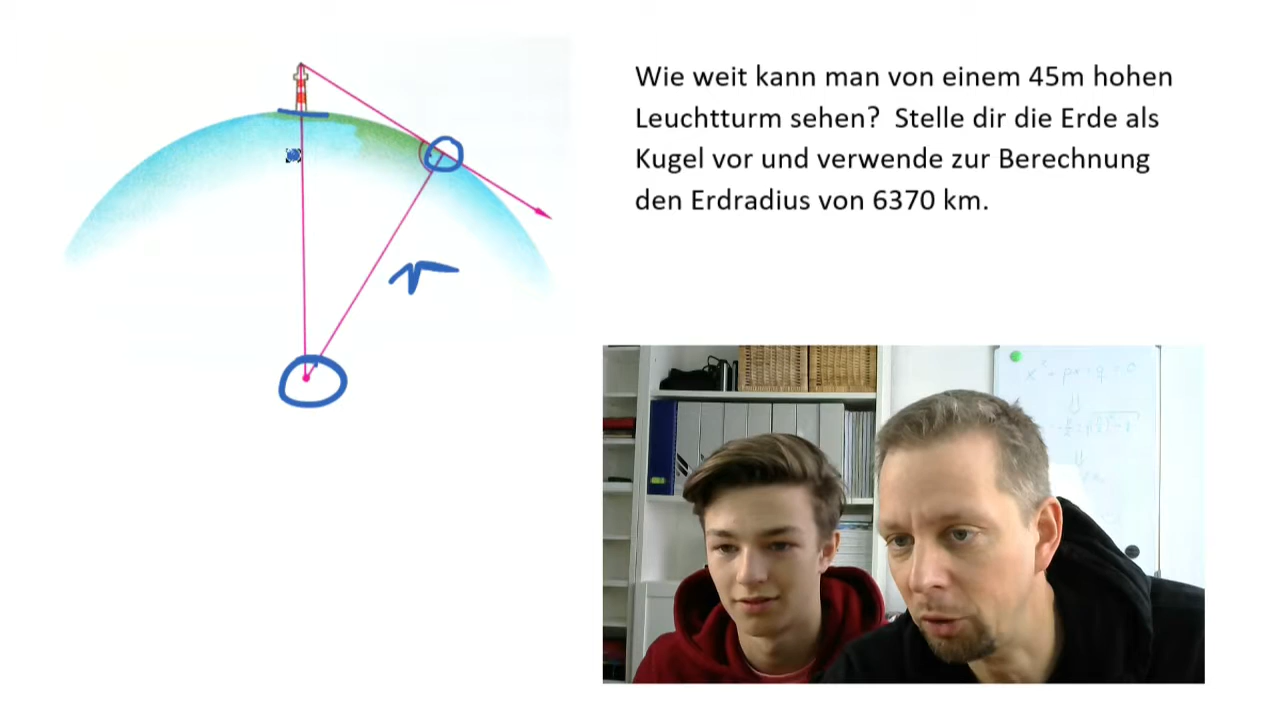 Wie weit kann man von einem 45m hohen
Leuchtturm sehen? Stelle dir die Erde als
Kugel vor und verwende zur Berechnung
den Erdradius von 6370 km.
r